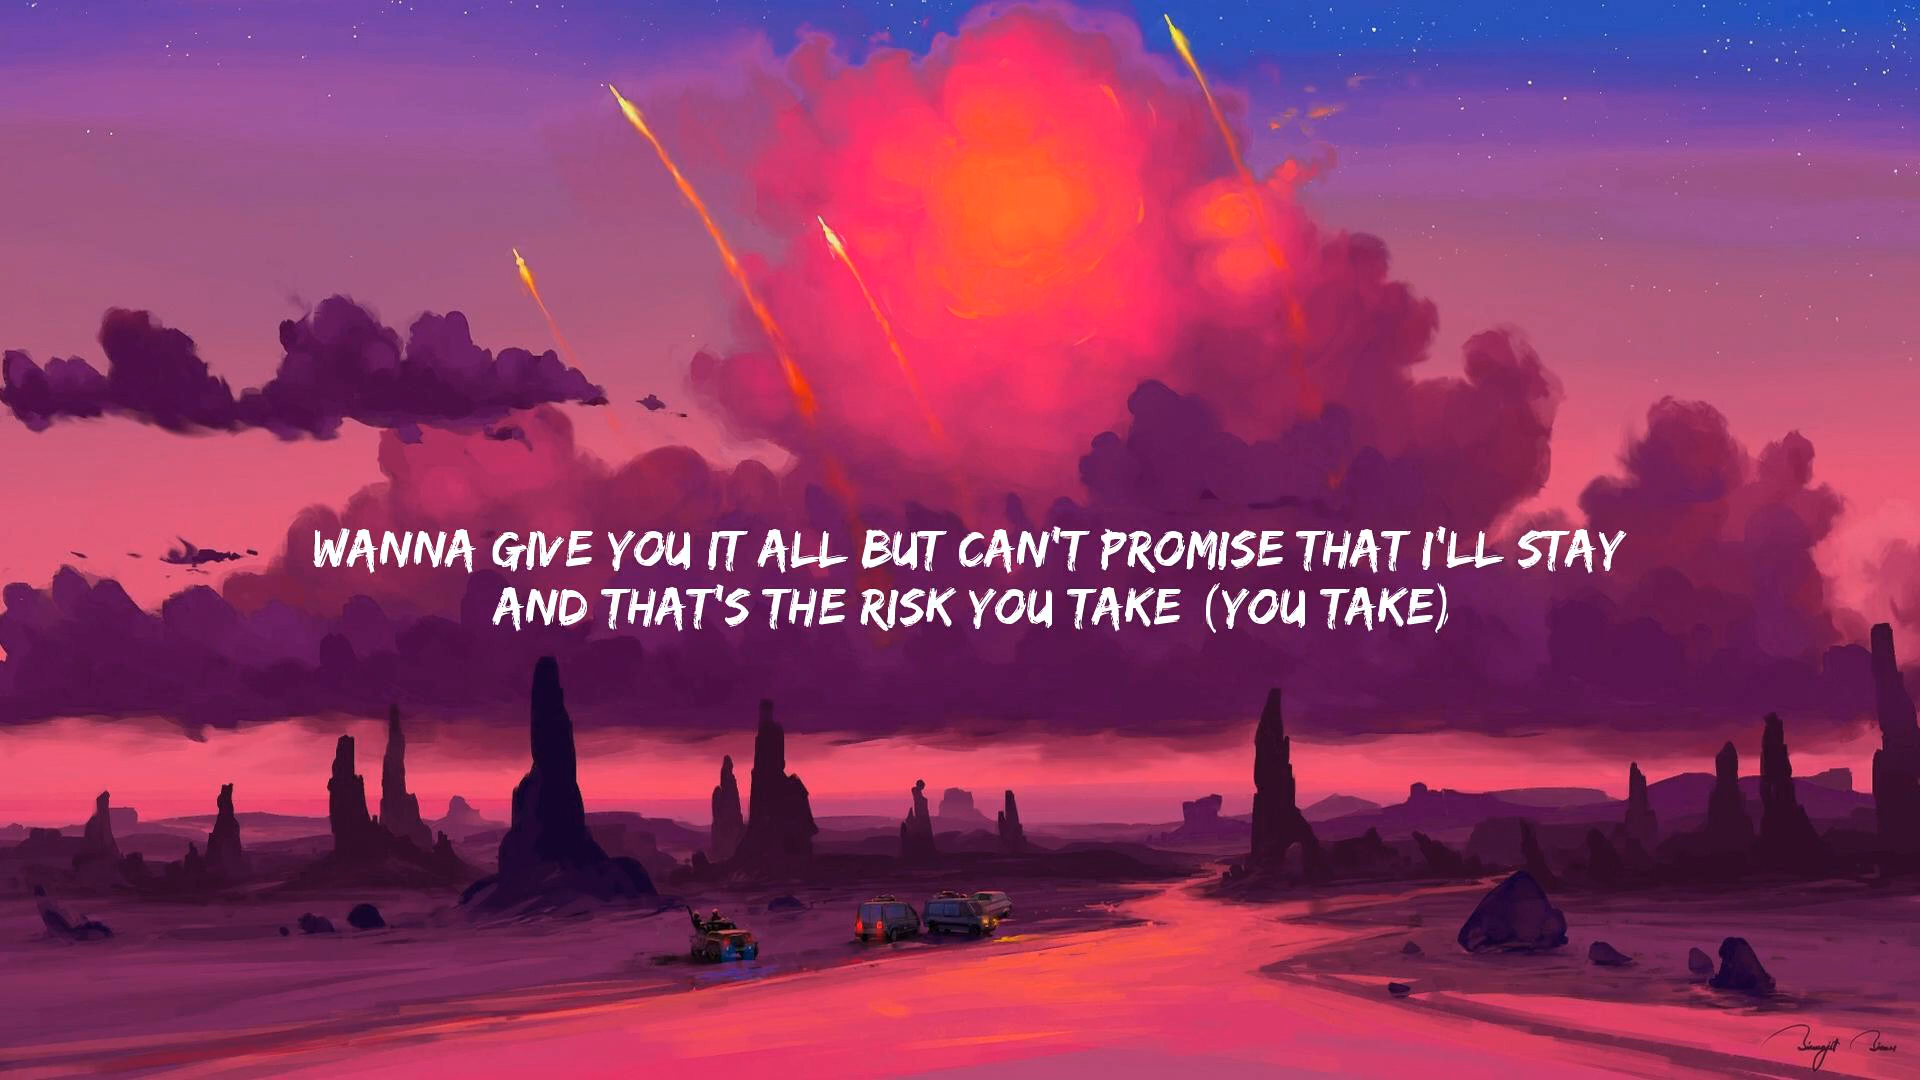 WANNA GIVE YOU IT ALL BUT CAN'T PROMISE THAT I'LL STAY
AND THAT'S THE RISK YOU TAKE (YOU TAKE)